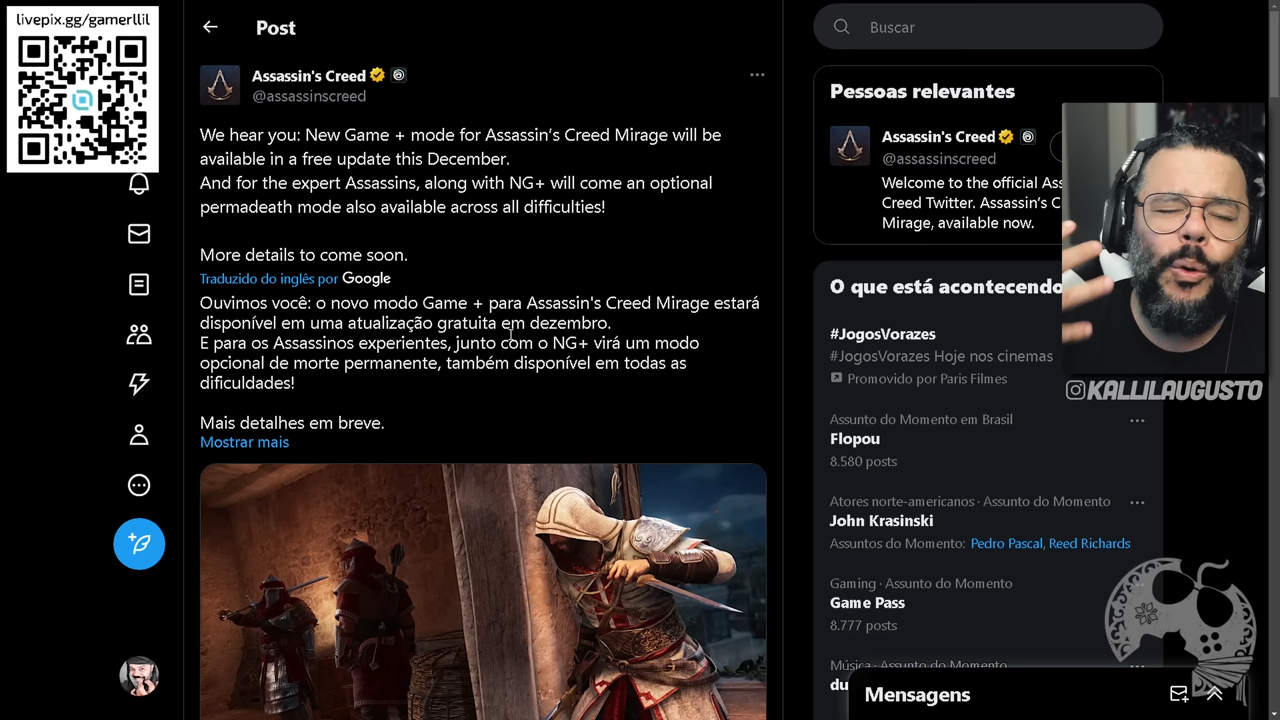 livepix.gg/gamerllil
Post
Assassin's Creed
@assassinscreed
We hear you: New Game + mode for Assassin’s Creed Mirage will be
available in a free update this December.
And for the expert Assassins, along with NG+ will come an optional
permadeath mode also available across all difficulties!
More details to come soon.
Traduzido do inglês por Google
Ouvimos você: o novo modo Game + para Assassin's Creed Mirage estará
disponível em uma atualização gratuita em dezembro.
E para os Assassinos experientes, junto com o NG+ virá um modo
opcional de morte permanente, também disponível em todas as
dificuldades!
Mais detalhes em breve.
Mostrar mais
Buscar
Pessoas relevantes
Assassin's Creed
@assassinscreed
Welcome to the official Ass
Creed Twitter. Assassin’s C
Mirage, available now.
KALLILAUGUSTO
O que está acontecendo
#JogosVorazes
#JogosVorazes Hoje nos cinemas
Promovido por Paris Filmes
Assunto do Momento em Brasil
Flopou
8.580 posts
Atores norte-americanos · Assunto do Momento
John Krasinski
Assuntos do Momento: Pedro Pascal, Reed Richards
Gaming · Assunto do Momento
Game Pass
8.777 posts
Música · Assunto do Momento
du
Mensagens